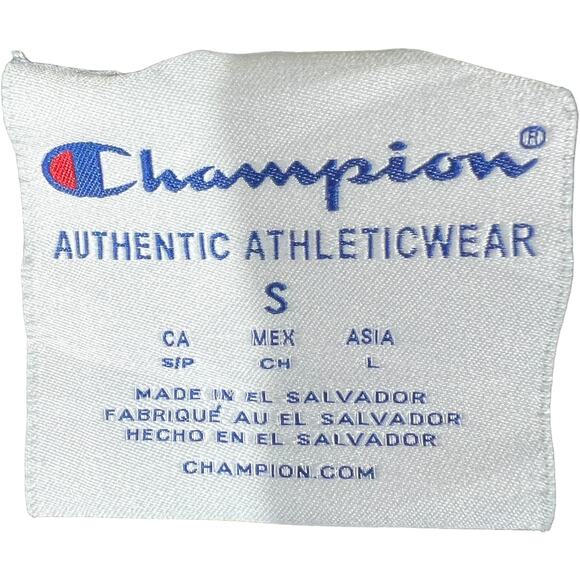 Champion®
AUTHENTIC ATHLETICWEAR
S
CA MEX ASIA
S/P CH L
MADE IN EL SALVADOR
FABRIQUÉ AU EL SALVADOR
HECHO EN EL SALVADOR
CHAMPION.COM